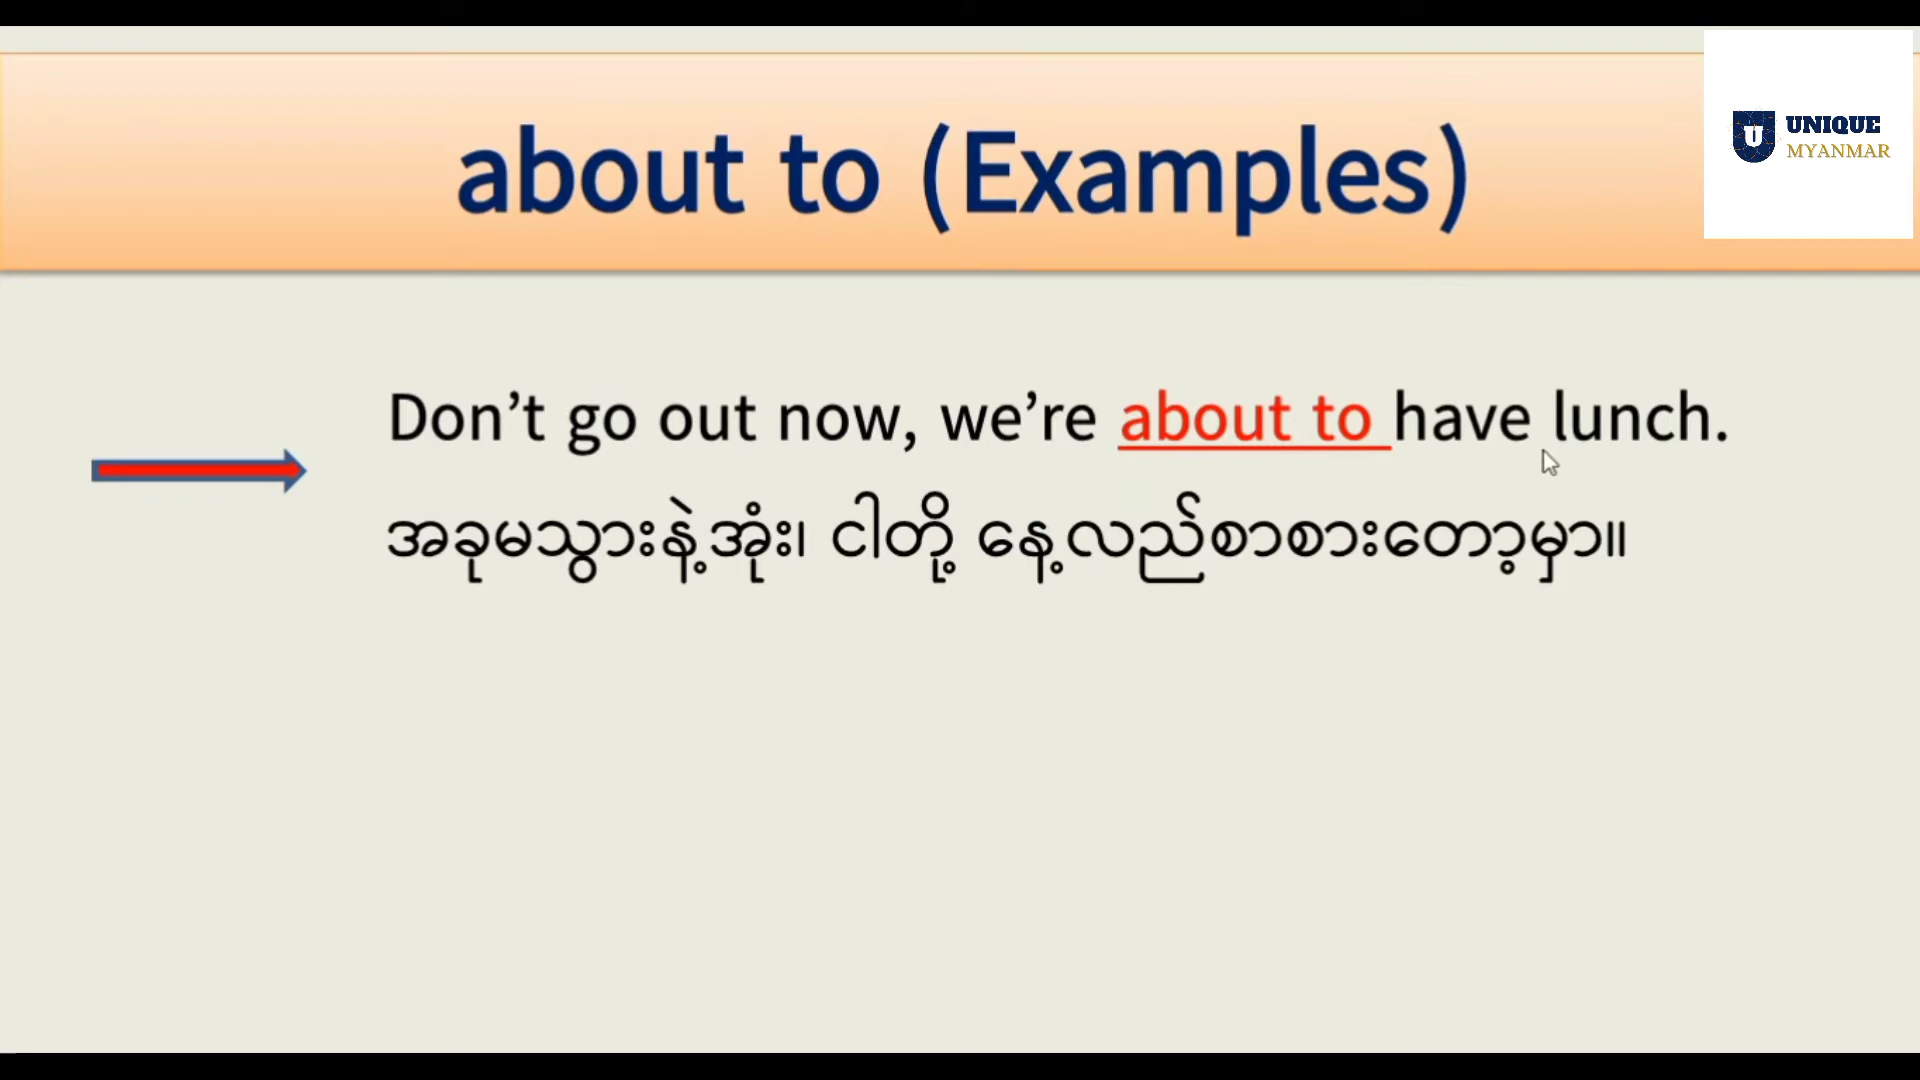 about to (Examples)
U UNIQUE
MYANMAR
Don’t go out now, we’re about to have lunch.
အခုမသွားနဲ့အုံး၊ ငါတို့ နေ့လည်စာစားတော့မှာ။